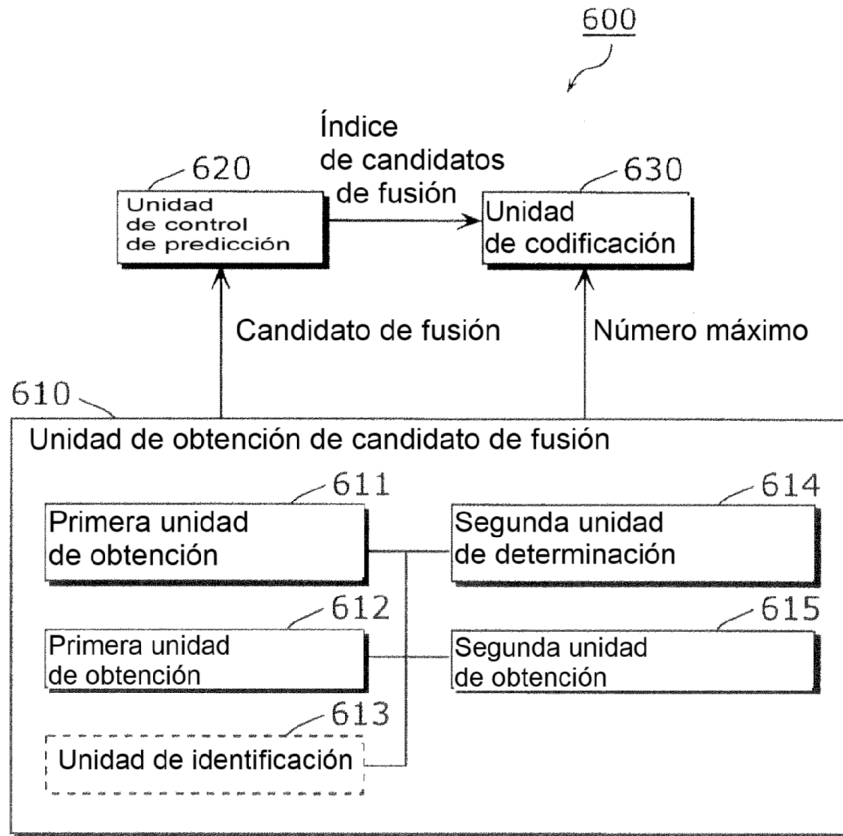 600
Índice
de candidatos
de fusión
620
630
Unidad
de control
de predicción
Unidad
de codificación
Candidato de fusión
Número máximo
610
Unidad de obtención de candidato de fusión
611
614
Primera unidad
de obtención
Segunda unidad
de determinación
612
615
Primera unidad
de obtención
Segunda unidad
de obtención
613
Unidad de identificación